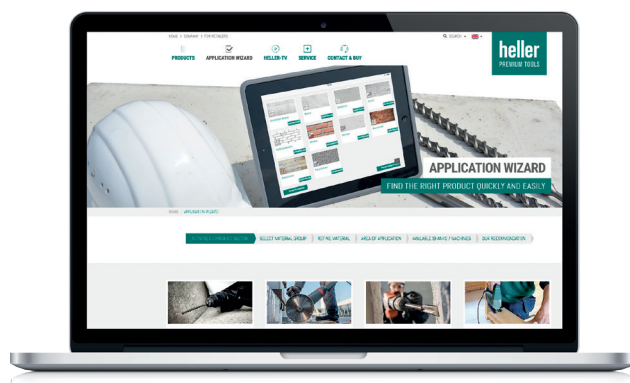 HOME | COMPANY | FOR RETAILERS
SEARCH
PRODUCTS
APPLICATION WIZARD
HELLER-TV
SERVICE
CONTACT & BUY
heller
PREMIUM TOOLS
APPLICATION WIZARD
FIND THE RIGHT PRODUCT QUICKLY AND EASILY
HOME | APPLICATION WIZARD
SELECT MATERIAL GROUP
REFINE MATERIAL
AREA OF APPLICATION
AVAILABLE SHANKS / MACHINES
OUR RECOMMENDATION